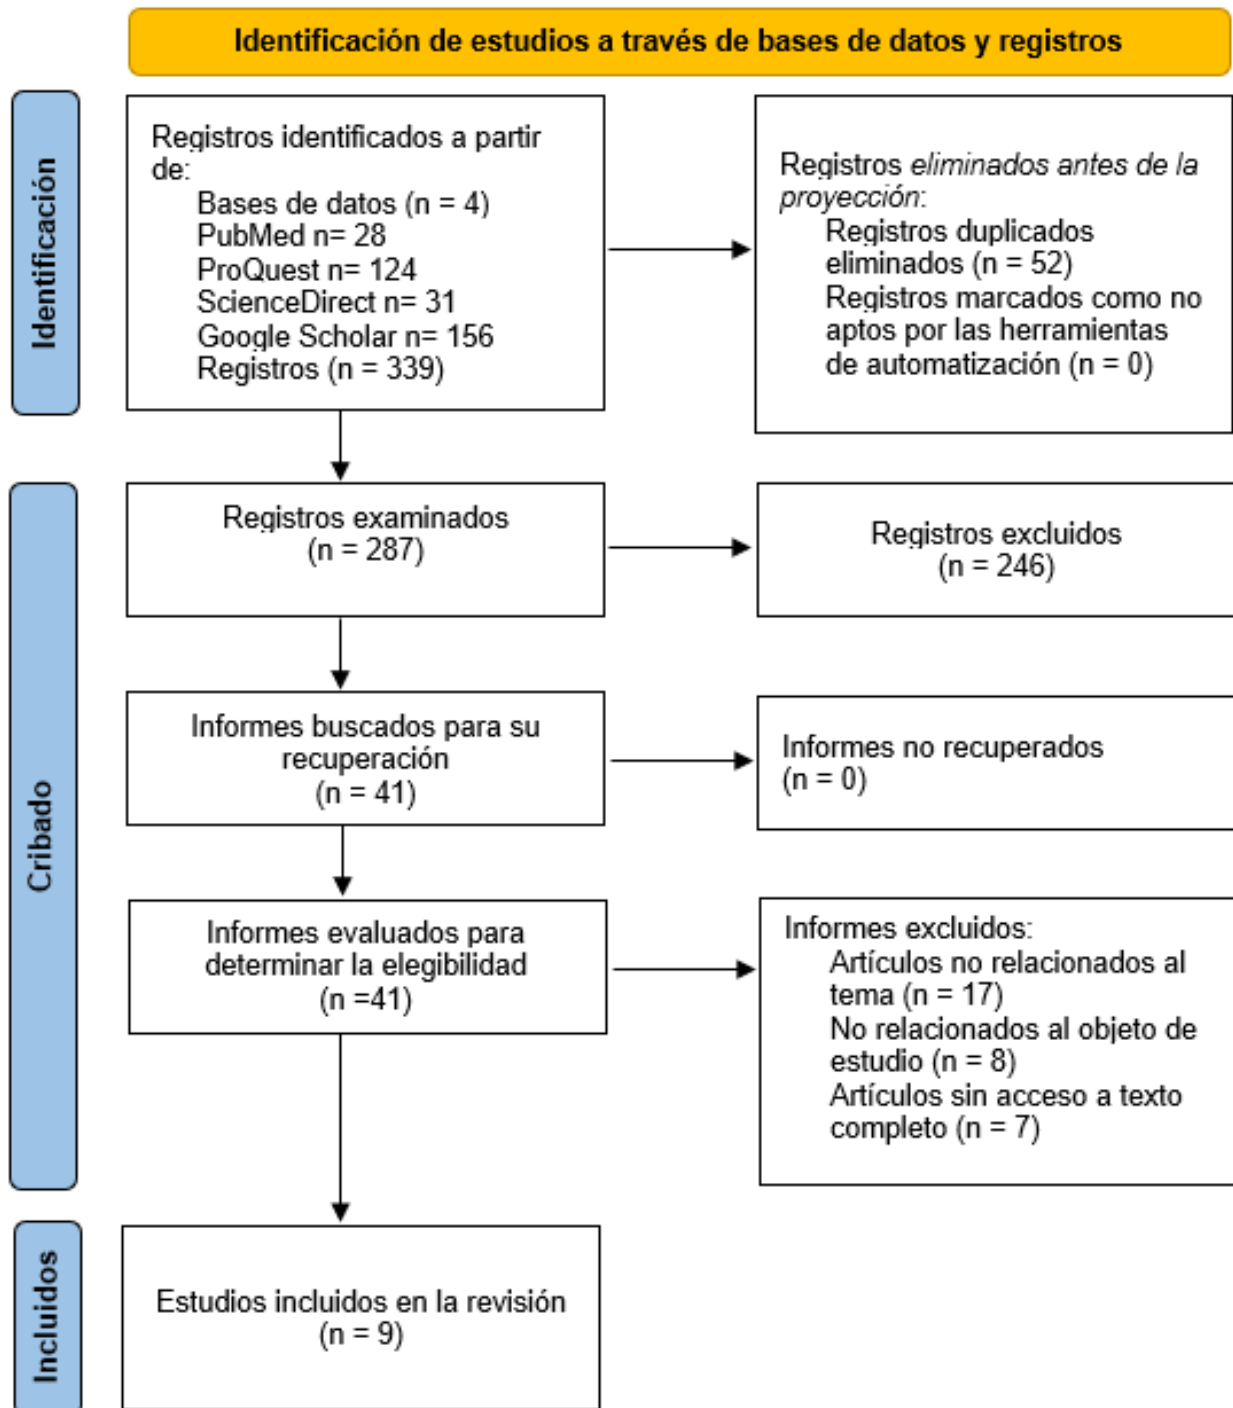 Identificación de estudios a través de bases de datos y registros
Identificación
Registros identificados a partir
de:
Bases de datos (n = 4)
PubMed n= 28
ProQuest n= 124
ScienceDirect n= 31
Google Scholar n= 156
Registros (n = 339)
Registros eliminados antes de la
proyección:
Registros duplicados
eliminados (n = 52)
Registros marcados como no
aptos por las herramientas
de automatización (n = 0)
Cribado
Registros examinados
(n = 287)
Registros excluidos
(n = 246)
Informes buscados para su
recuperación
(n = 41)
Informes no recuperados
(n = 0)
Informes evaluados para
determinar la elegibilidad
(n =41)
Informes excluidos:
Artículos no relacionados al
tema (n = 17)
No relacionados al objeto de
estudio (n = 8)
Artículos sin acceso a texto
completo (n = 7)
Incluidos
Estudios incluidos en la revisión
(n = 9)